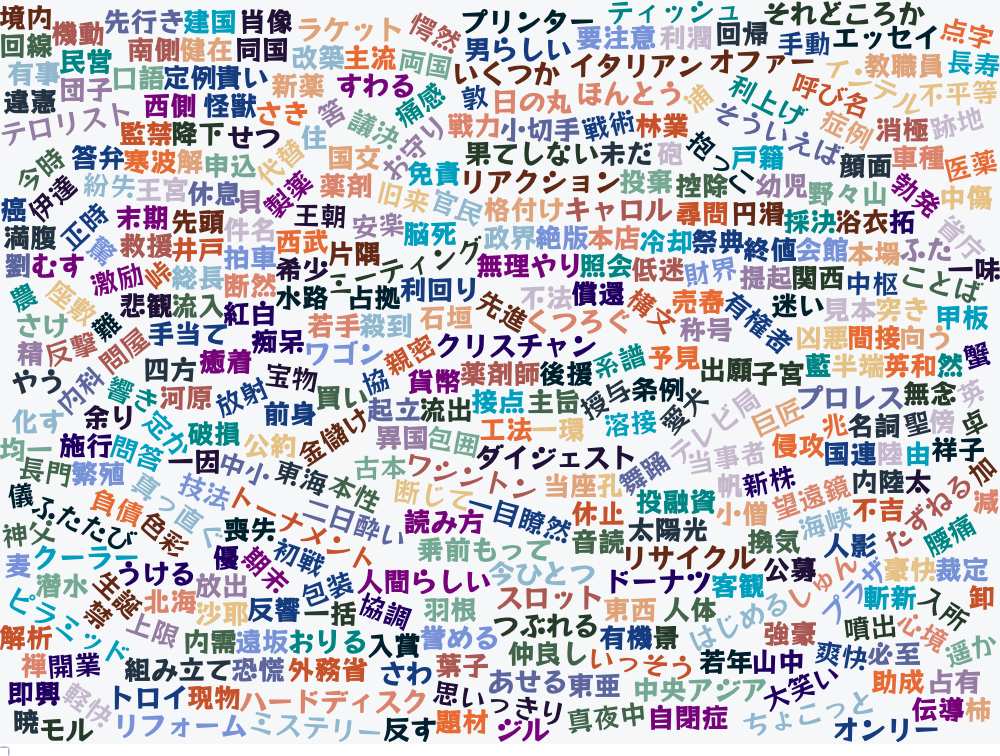 境内 先行き 建国 肖像 ラケット 愕然 プリンター ティッシュ それどころか
回線 機動 南側 健在 同国 改築 主流 両国 男らしい 要注意 利潤 回帰 手動 エッセイ 点字
有事 民営 口語 定例 貴い 新薬 すわる いくつか イタリアン オファー 教職員 長寿
違憲 団子 西側 怪獣 さき 筈 議決 痛感 敦 日の丸 ほんとう 浦 利上げ 呼び名 不平等
テロリスト 監禁 降下 せつ 住 お守り 戦力 小切手 戦術 林業 そういえば 症例 消極 跡地
今時 答弁 寒波 解 申込 代替 国交 免責 果てしない 未だ 砲 抱っこ 戸籍 顔面 車種 医薬
伊達 紛失 王宮 休息 貝 製薬 薬剤 旧来 官民 リアクション 投棄 控除 幼児 野々山 勃発 中傷
癌 正時 末期 先頭 件名 王朝 安楽 脳死 格付け キャロル 尋問 円滑 採決 浴衣 拓 省庁
満腹 驚 救援 井戸 拍車 西武 片隅 ミーティング 政界 絶版 本店 冷却 祭典 終値 会館 本場 ふた 一味
劉 むす 激励 峠 総長 断然 希少 無理やり 照会 低迷 財界 提起 関西 中枢 ことば
農 座敷 悲観 流入 紅白 水路 占拠 利回り 先進 不法 償還 構文 売春 有権者 迷い 見本 突き 甲板
さけ 難 手当て 若手 殺到 石垣 くつろぐ 称号 凶悪 間接 向う 蟹
精 反撃 問屋 四方 癒着 痴呆 ワゴン 親密 クリスチャン 系譜 予見 出願 子宮 藍 半端 英和 然
やう 内科 響き 河原 放射 宝物 買い 協 貨幣 薬剤師 後援 授与 条例 愛犬 プロレス 無念 英
化す 余り 定か 破損 前身 金儲け 起立 流出 接点 主旨 溶接 テレビ局 巨匠 兆 名詞 聖 傍 卓
均一 施行 問答 一因 公約 異国 包囲 工法 一環 当事者 侵攻 国連 陸 由 祥子
長門 繁殖 真っ直ぐ 技法 中小 東海 本性 古本 ワシントン ダイジェスト 舞踊 帆 新株 望遠鏡 内陸 太 加
儀 ふたたび 負債 色彩 トーナメント 二日酔い 断じて 一目瞭然 当座 孔 投融資 小僧 海峡 不吉 たずねる 減
神父 喪失 読み方 休止 太陽光 換気 人影 腰痛
麦 クーラー 優 期末 初戦 乗前 もって 音読 リサイクル 公募 しゅん プラザ 豪快 裁定
潜水 生誕 うける 放出 包装 人間らしい 今ひとつ ドーナツ 客観 斬新 入所 卸
ピラミッド 禁 北海 沙耶 反響 一括 協調 羽根 スロット 東西 人体 はじめる 噴出 心境
解析 上限 内需 遠坂 おりる 入賞 誉める つぶれる 有機 景 強豪 遥か
禅 開業 組み立て 恐慌 外務省 さわ 葉子 仲良し いっそう 若年 山中 爽快 必至
即興 軽快 トロイ 現物 ハードディスク 思いっきり あせる 東亜 中央アジア 大笑い 助成 占有
暁 モル リフォーム ミステリー 反す 題材 ジル 真夜中 自閉症 ちょこっと オンリー 伝導 柿